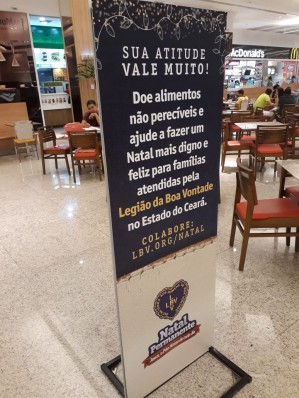 SUA ATITUDE
VALE MUITO!
Doe alimentos
não perecíveis e
ajude a fazer um
Natal mais digno e
feliz para famílias
atendidas pela
Legião da Boa Vontade
no Estado do Ceará.
COLABORE:
LBV.ORG/NATAL
LBV
Natal
Permanente
McDonald's